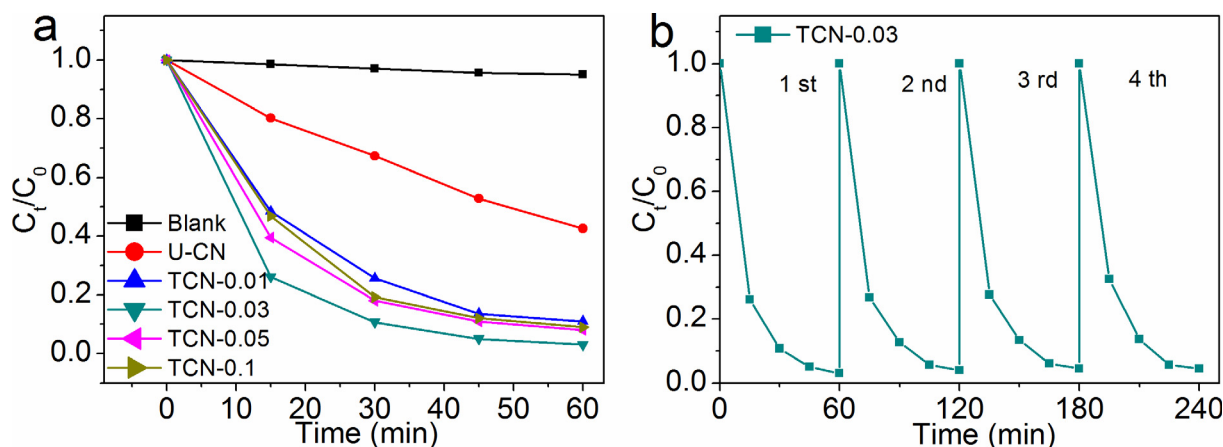 a
1.0
0.8
0.6
0.4
0.2
0.0
Ct/C0
Blank
U-CN
TCN-0.01
TCN-0.03
TCN-0.05
TCN-0.1
0 10 20 30 40 50 60
Time (min)
b
TCN-0.03
1.0
0.8
0.6
0.4
0.2
0.0
Ct/C0
1 st 2 nd 3 rd 4 th
0 60 120 180 240
Time (min)